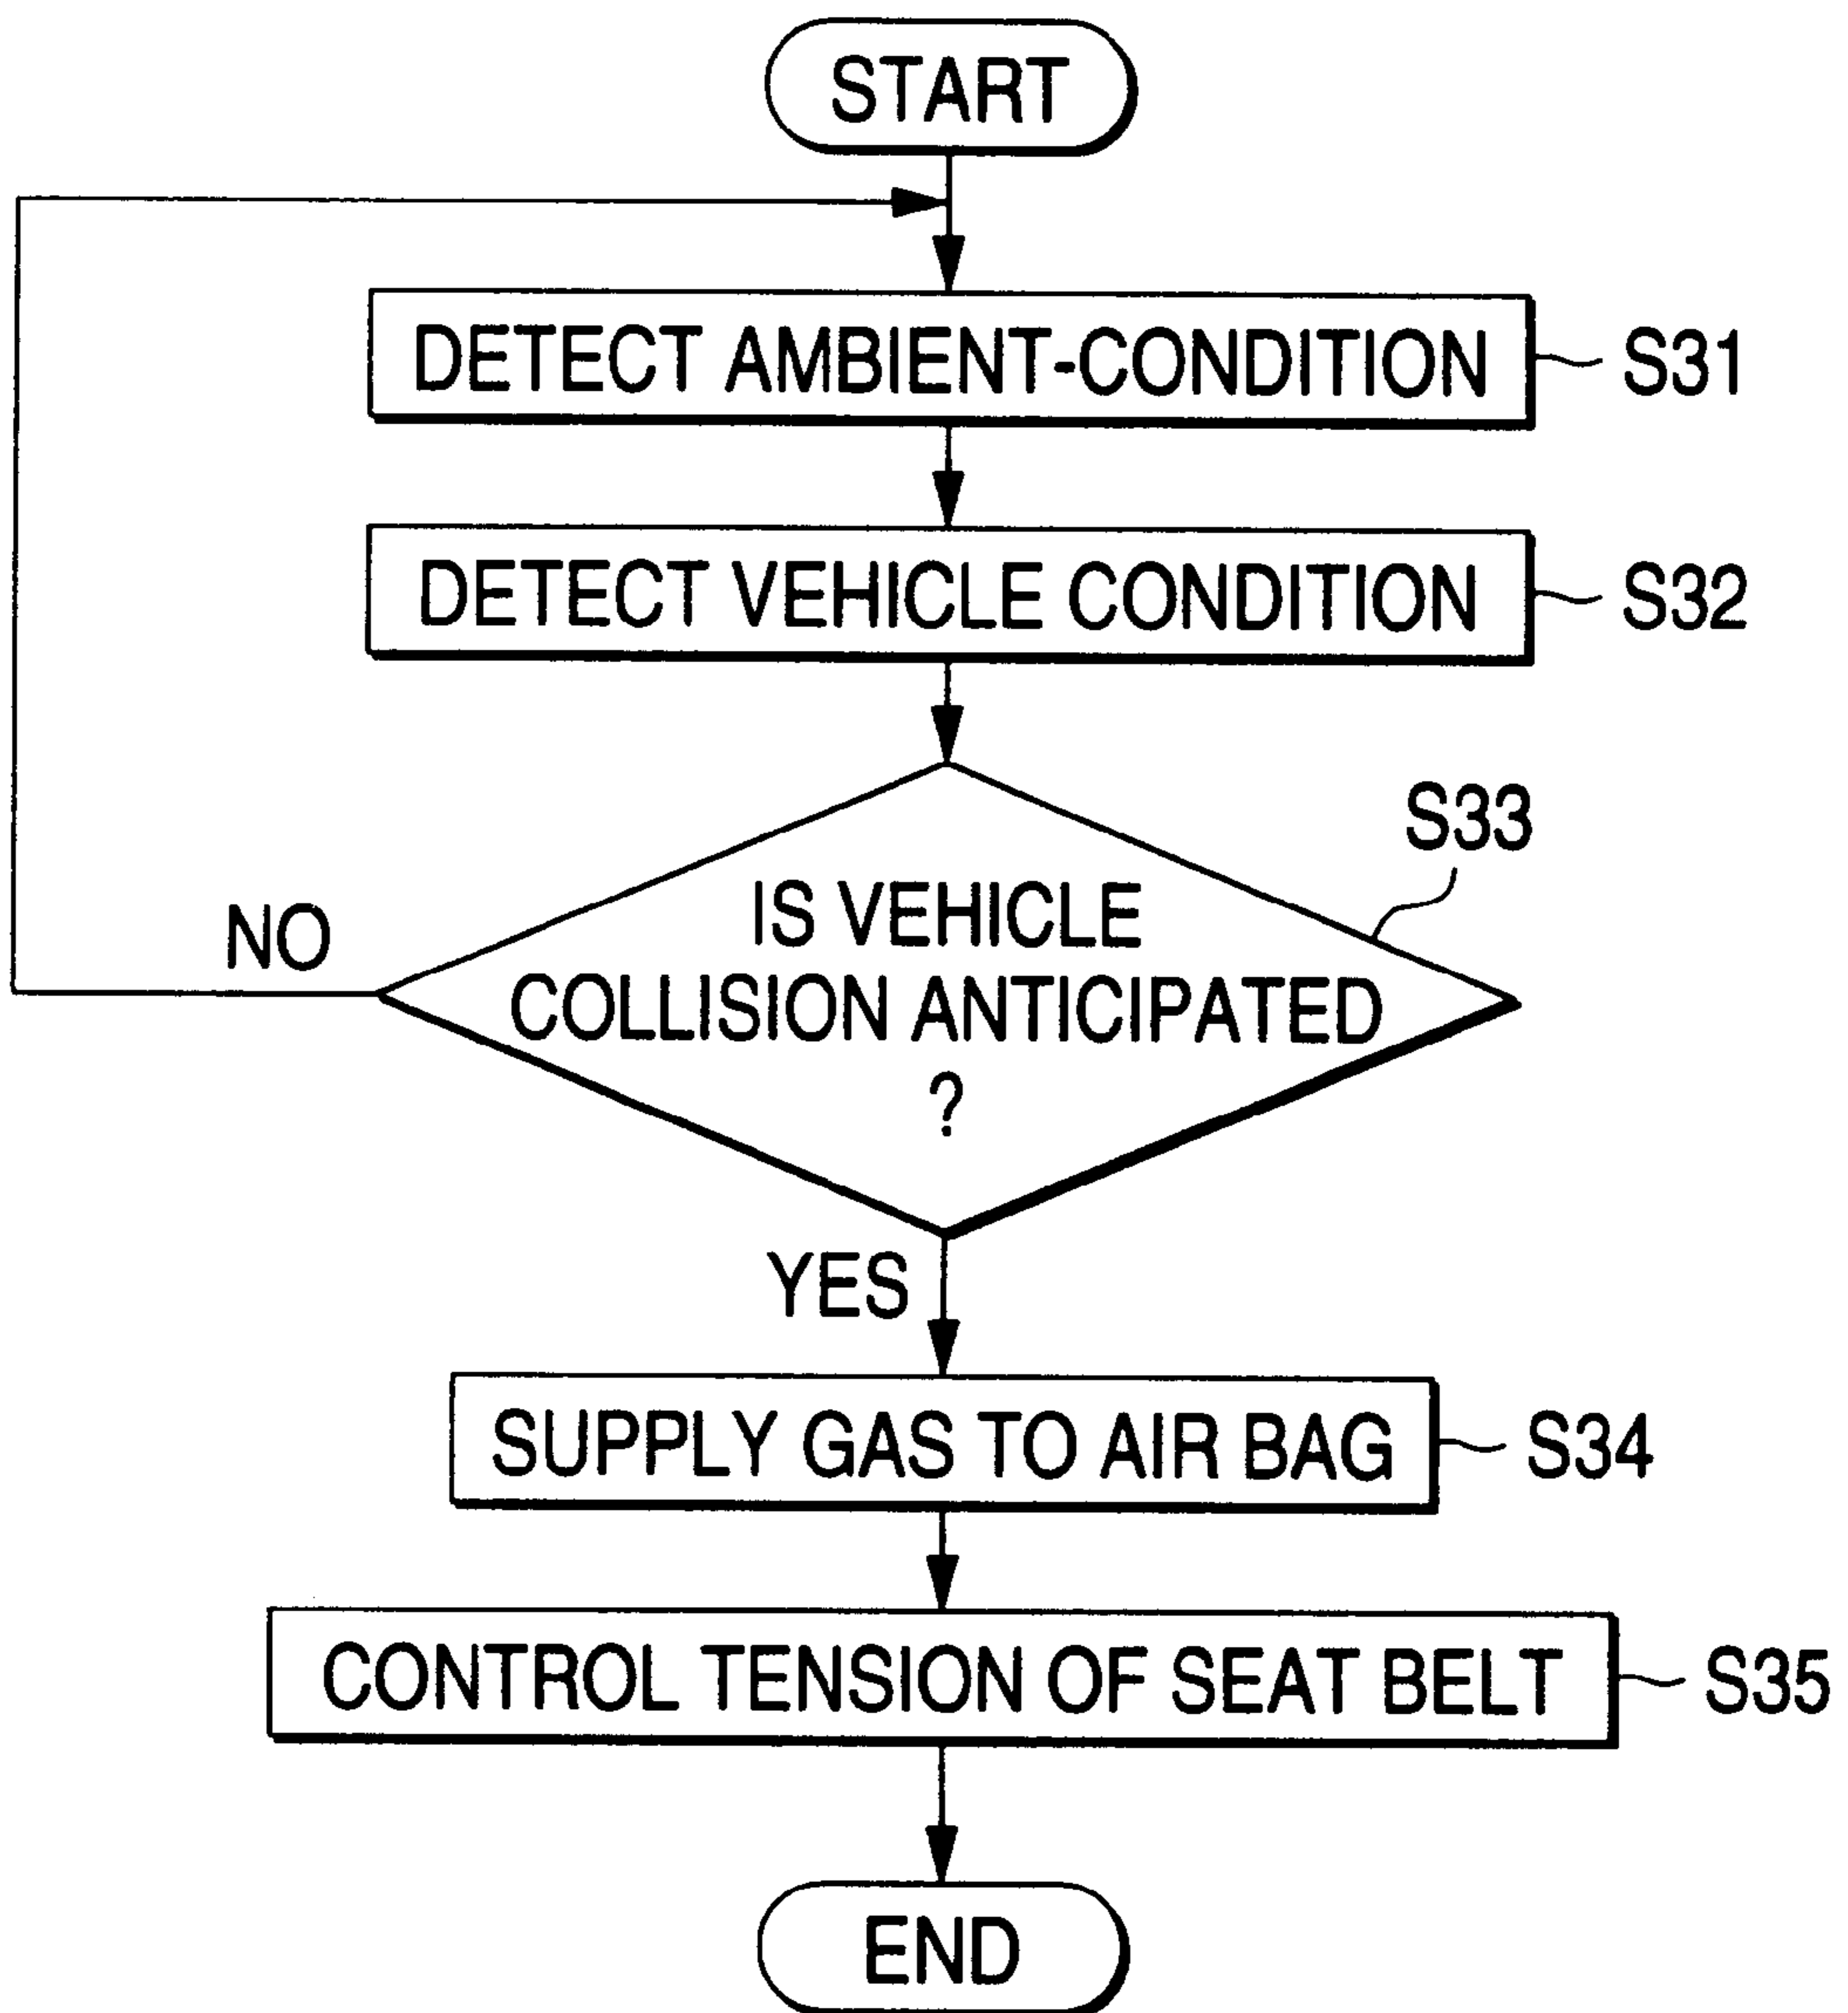 START
DETECT AMBIENT-CONDITION
S31
DETECT VEHICLE CONDITION
S32
S33
IS VEHICLE
COLLISION ANTICIPATED
?
NO
YES
SUPPLY GAS TO AIR BAG
S34
CONTROL TENSION OF SEAT BELT
S35
END